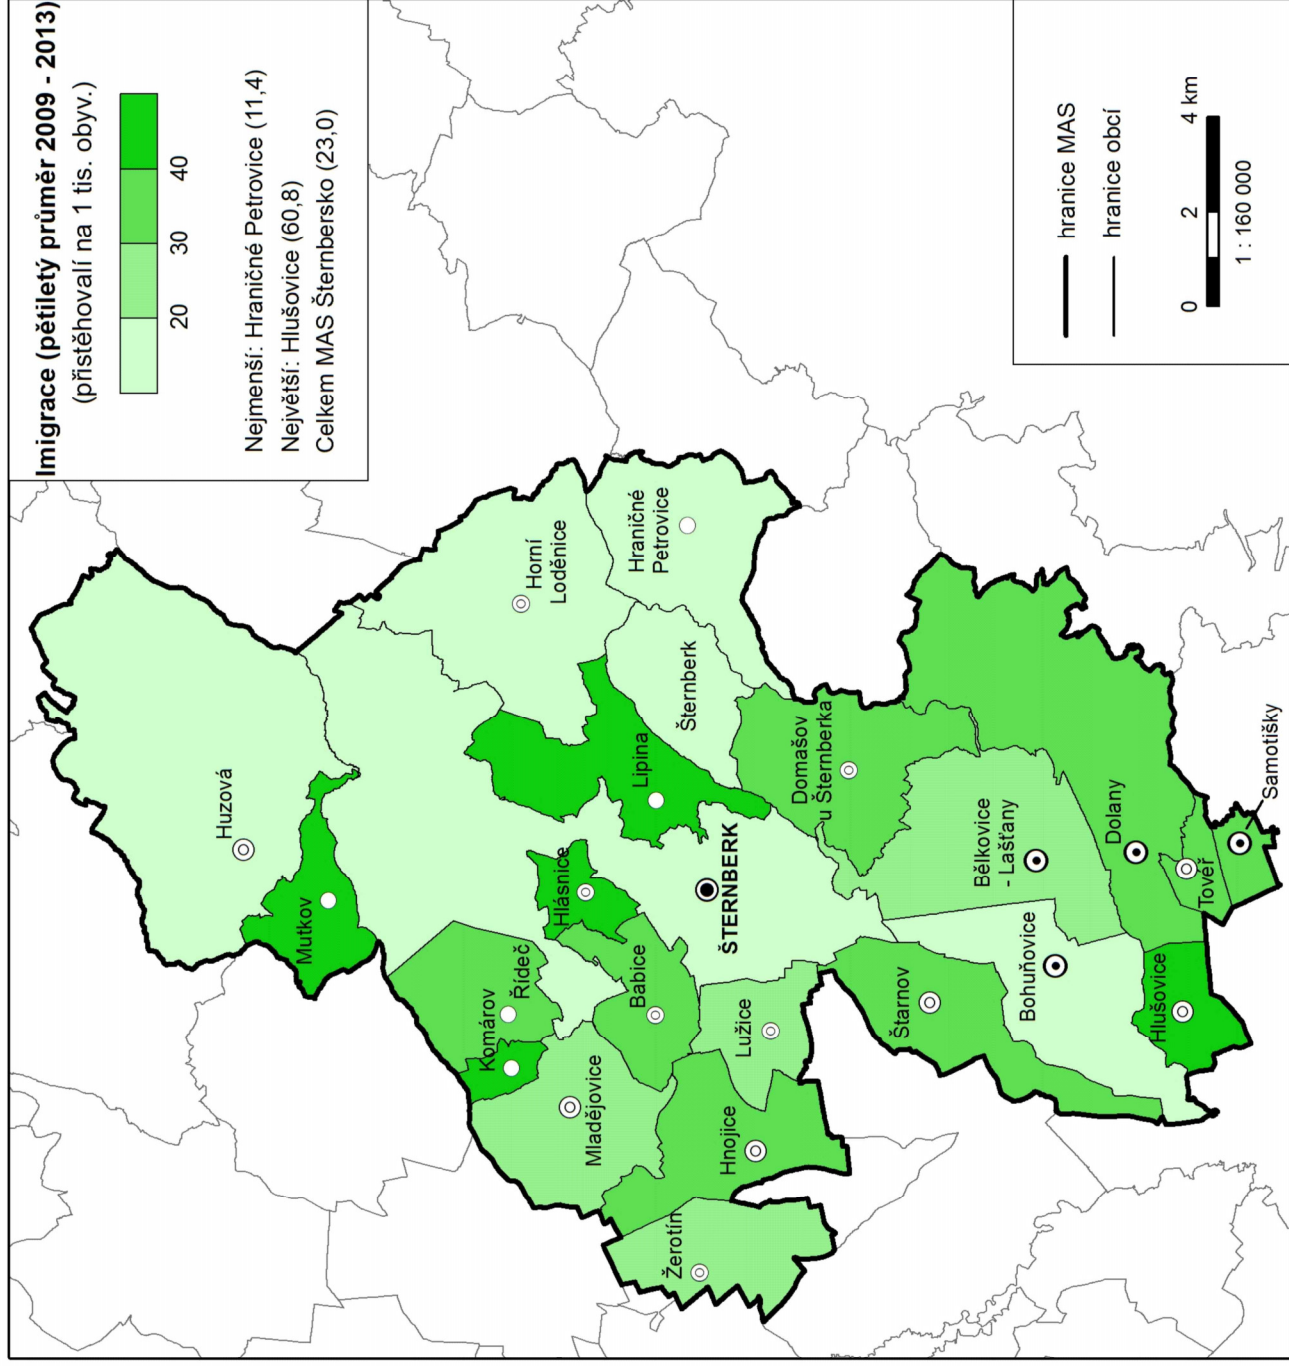 Imigrace (pětiletý průměr 2009 - 2013)
(přistěhovalí na 1 tis. obyv.)
20
30
40
Nejmenší: Hraničné Petrovice (11,4)
Největší: Hlušovice (60,8)
Celkem MAS Šternbersko (23,0)
Huzová
Mutkov
Horní
Loděnice
Řídeč
Komárov
Hlásnice
Mladějovice
Babice
Lipina
Hraničné
Petrovice
Šternberk
ŠTERNBERK
Žerotín
Hnojice
Lužice
Domašov
u Šternberka
Štarnov
Bělkovice
- Lašťany
Bohuňovice
Dolany
Hlušovice
Tovéř
Samotišky
hranice MAS
hranice obcí
0
2
4 km
1 : 160 000